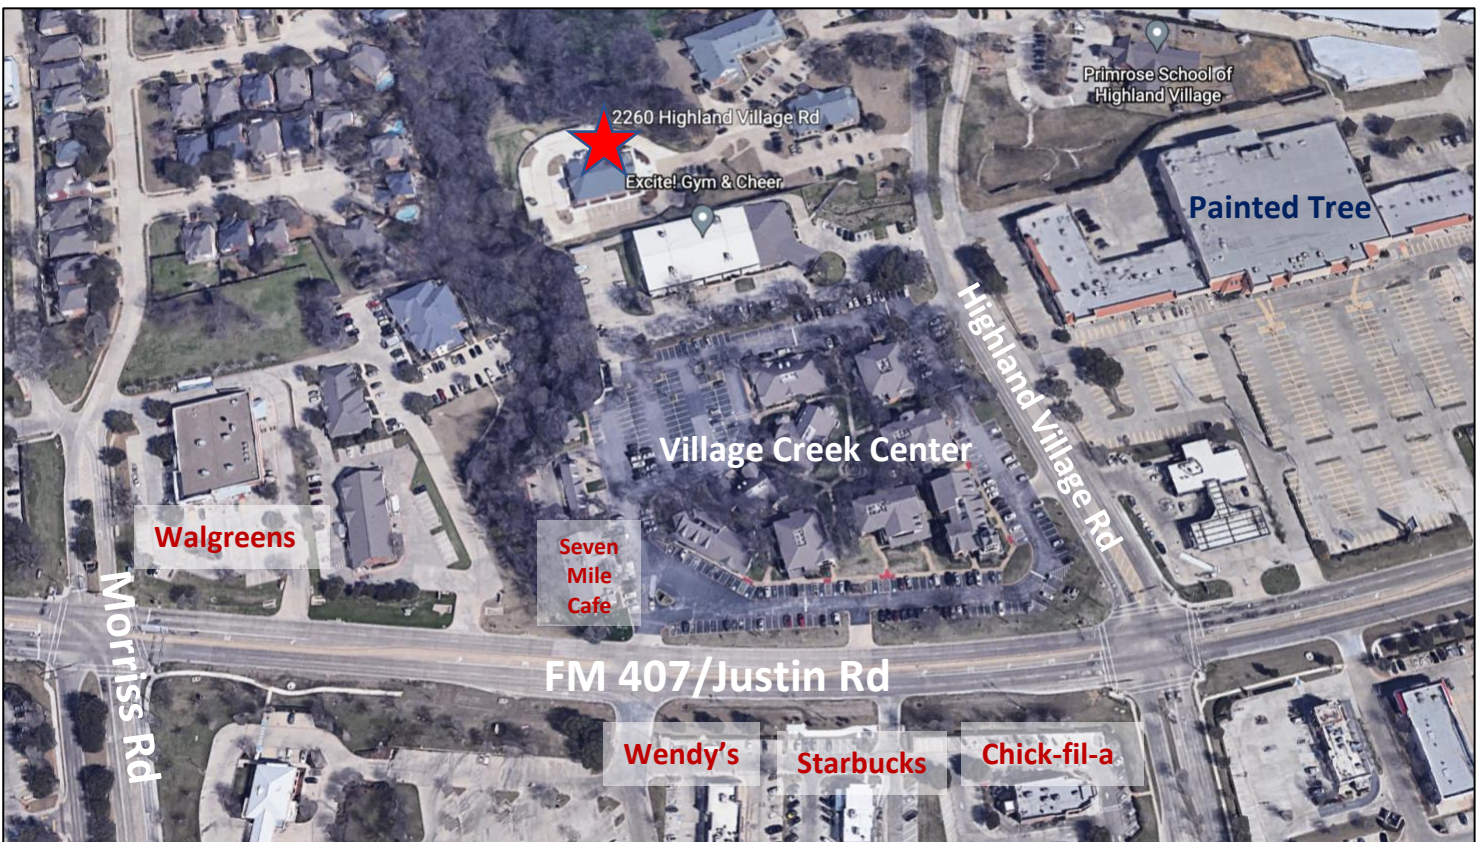 Primrose School of
Highland Village
2260 Highland Village Rd
Excite! Gym & Cheer
Painted Tree
Highland Village Rd
Village Creek Center
Walgreens
Seven
Mile
Cafe
Morriss Rd
FM 407/Justin Rd
Wendy's
Starbucks
Chick-fil-a